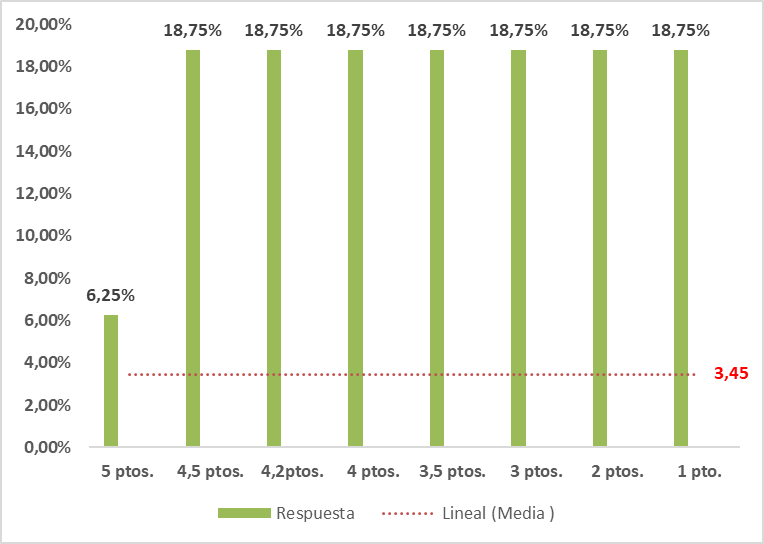 20,00%
18,00%
16,00%
14,00%
12,00%
10,00%
8,00%
6,00%
4,00%
2,00%
0,00%
6,25%
18,75%
18,75%
18,75%
18,75%
18,75%
18,75%
18,75%
3,45
5 ptos.
4,5 ptos.
4,2ptos.
4 ptos.
3,5 ptos.
3 ptos.
2 ptos.
1 pto.
Respuesta
Lineal (Media )